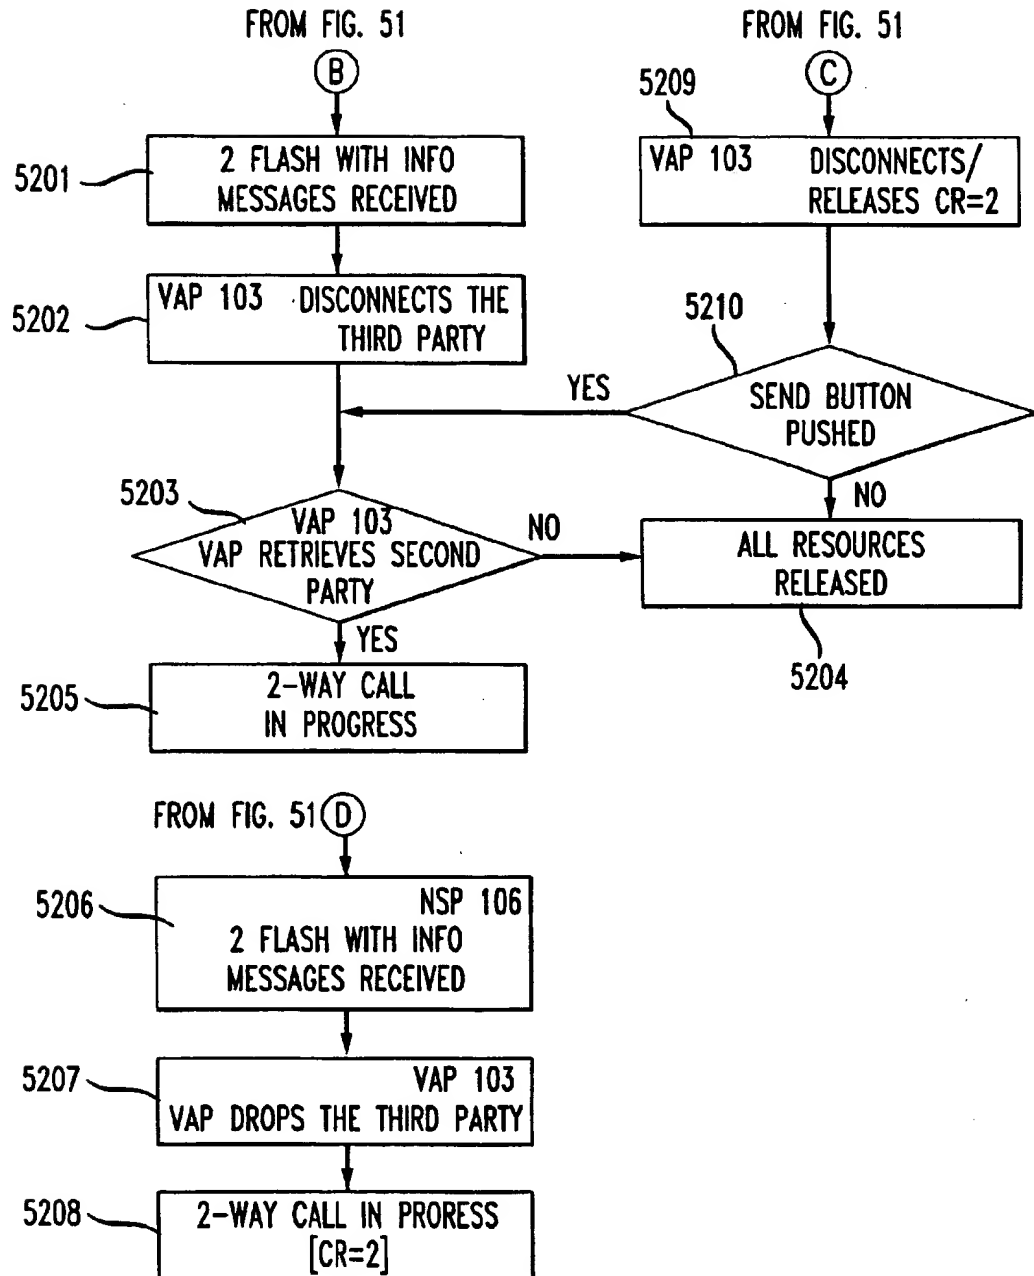 FROM FIG. 51
B
5201
2 FLASH WITH INFO
MESSAGES RECEIVED
5202
VAP 103 DISCONNECTS THE
THIRD PARTY
FROM FIG. 51
C
5209
VAP 103 DISCONNECTS/
RELEASES CR=2
5210
SEND BUTTON
PUSHED
YES
NO
5203
VAP 103
VAP RETRIEVES SECOND
PARTY
NO
YES
ALL RESOURCES
RELEASED
5204
5205
2-WAY CALL
IN PROGRESS
FROM FIG. 51 D
5206
NSP 106
2 FLASH WITH INFO
MESSAGES RECEIVED
5207
VAP 103
VAP DROPS THE THIRD PARTY
5208
2-WAY CALL IN PRORESS
[CR=2]